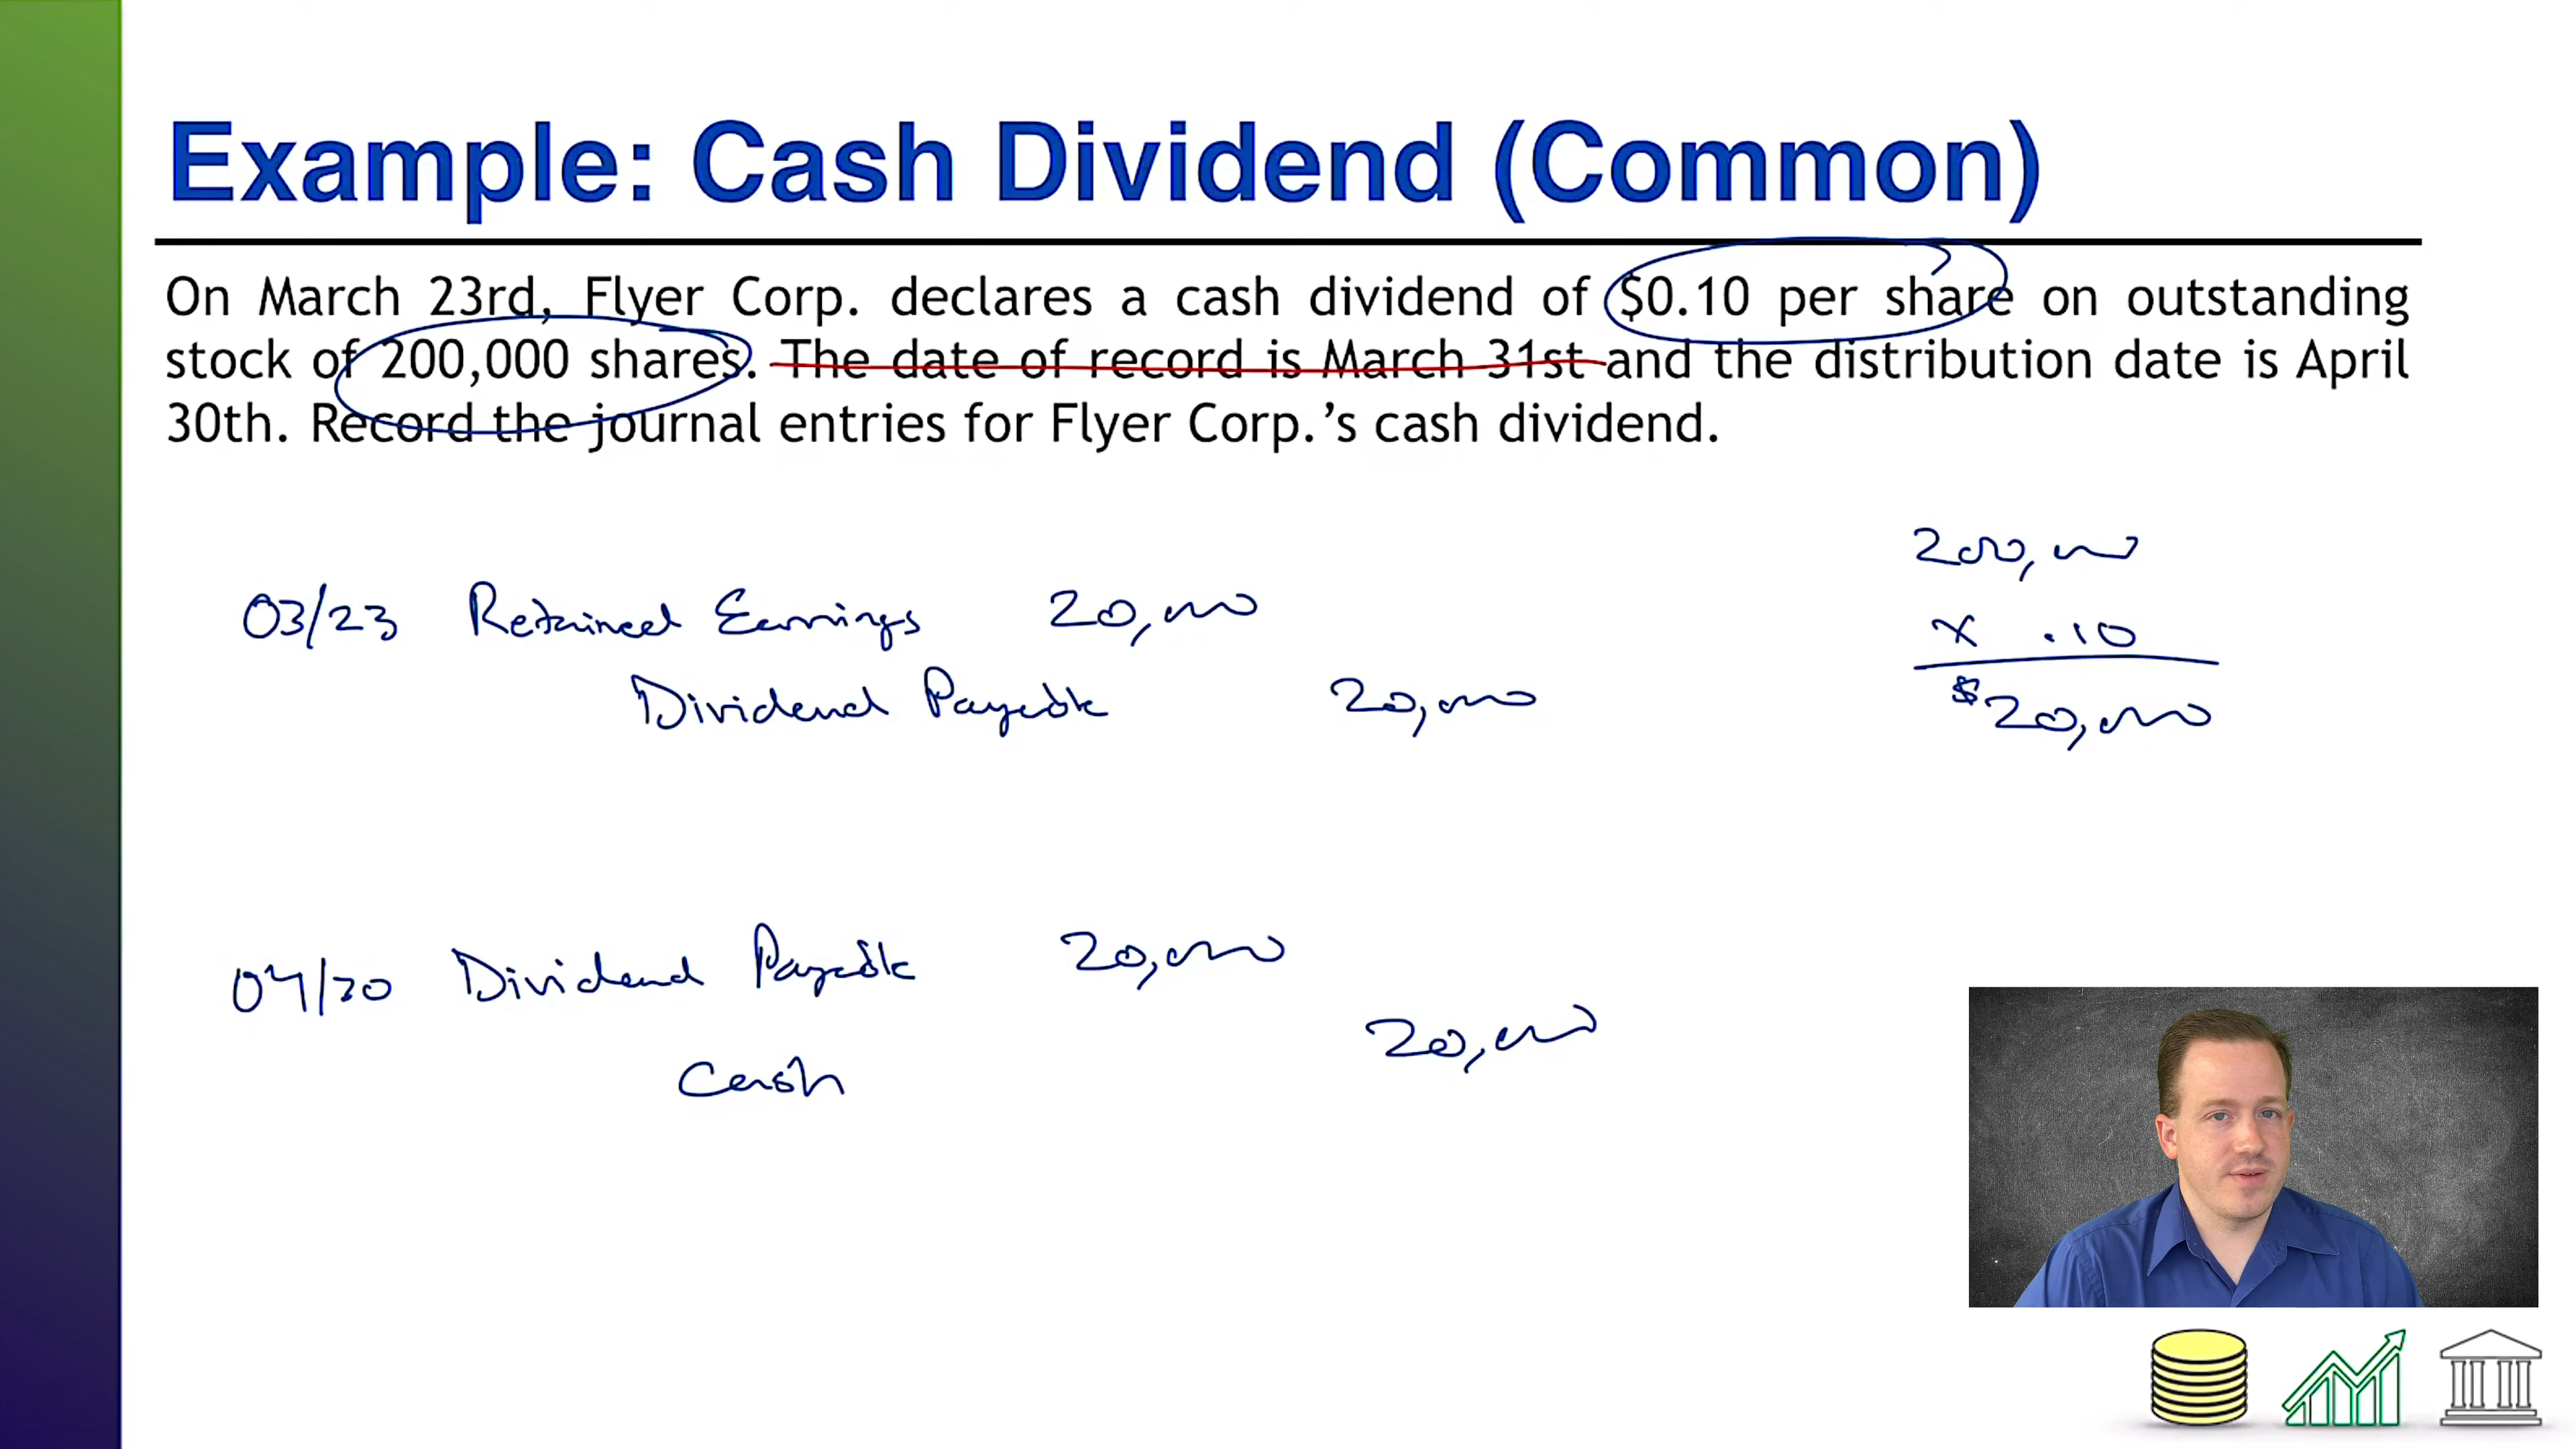 Example: Cash Dividend (Common)
On March 23rd, Flyer Corp. declares a cash dividend of $0.10 per share on outstanding
stock of 200,000 shares. The date of record is March 31st and the distribution date is April
30th. Record the journal entries for Flyer Corp.’s cash dividend.
200,000
03/23 Retained Earnings 20,000
x .10
Dividend Payable 20,000
$20,000
04/30 Dividend Payable 20,000
Cash 20,000